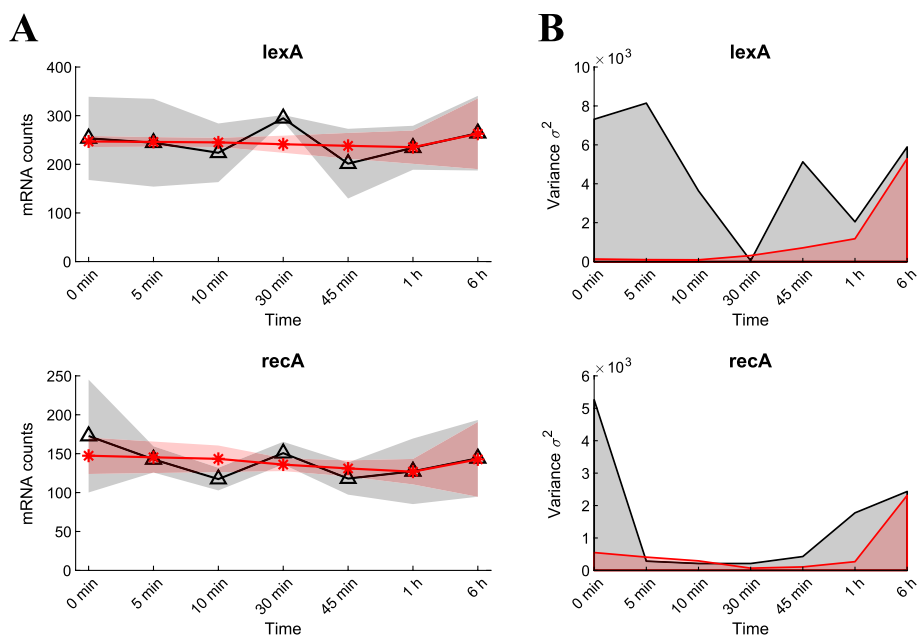 A
lexA
mRNA counts
400
300
200
100
0
0 min
5 min
10 min
30 min
45 min
1 h
6 h
Time
B
lexA
× 10³
Variance σ²
10
8
6
4
2
0
0 min
5 min
10 min
30 min
45 min
1 h
6 h
Time
recA
mRNA counts
250
200
150
100
50
0
0 min
5 min
10 min
30 min
45 min
1 h
6 h
Time
recA
× 10³
Variance σ²
6
5
4
3
2
1
0
0 min
5 min
10 min
30 min
45 min
1 h
6 h
Time